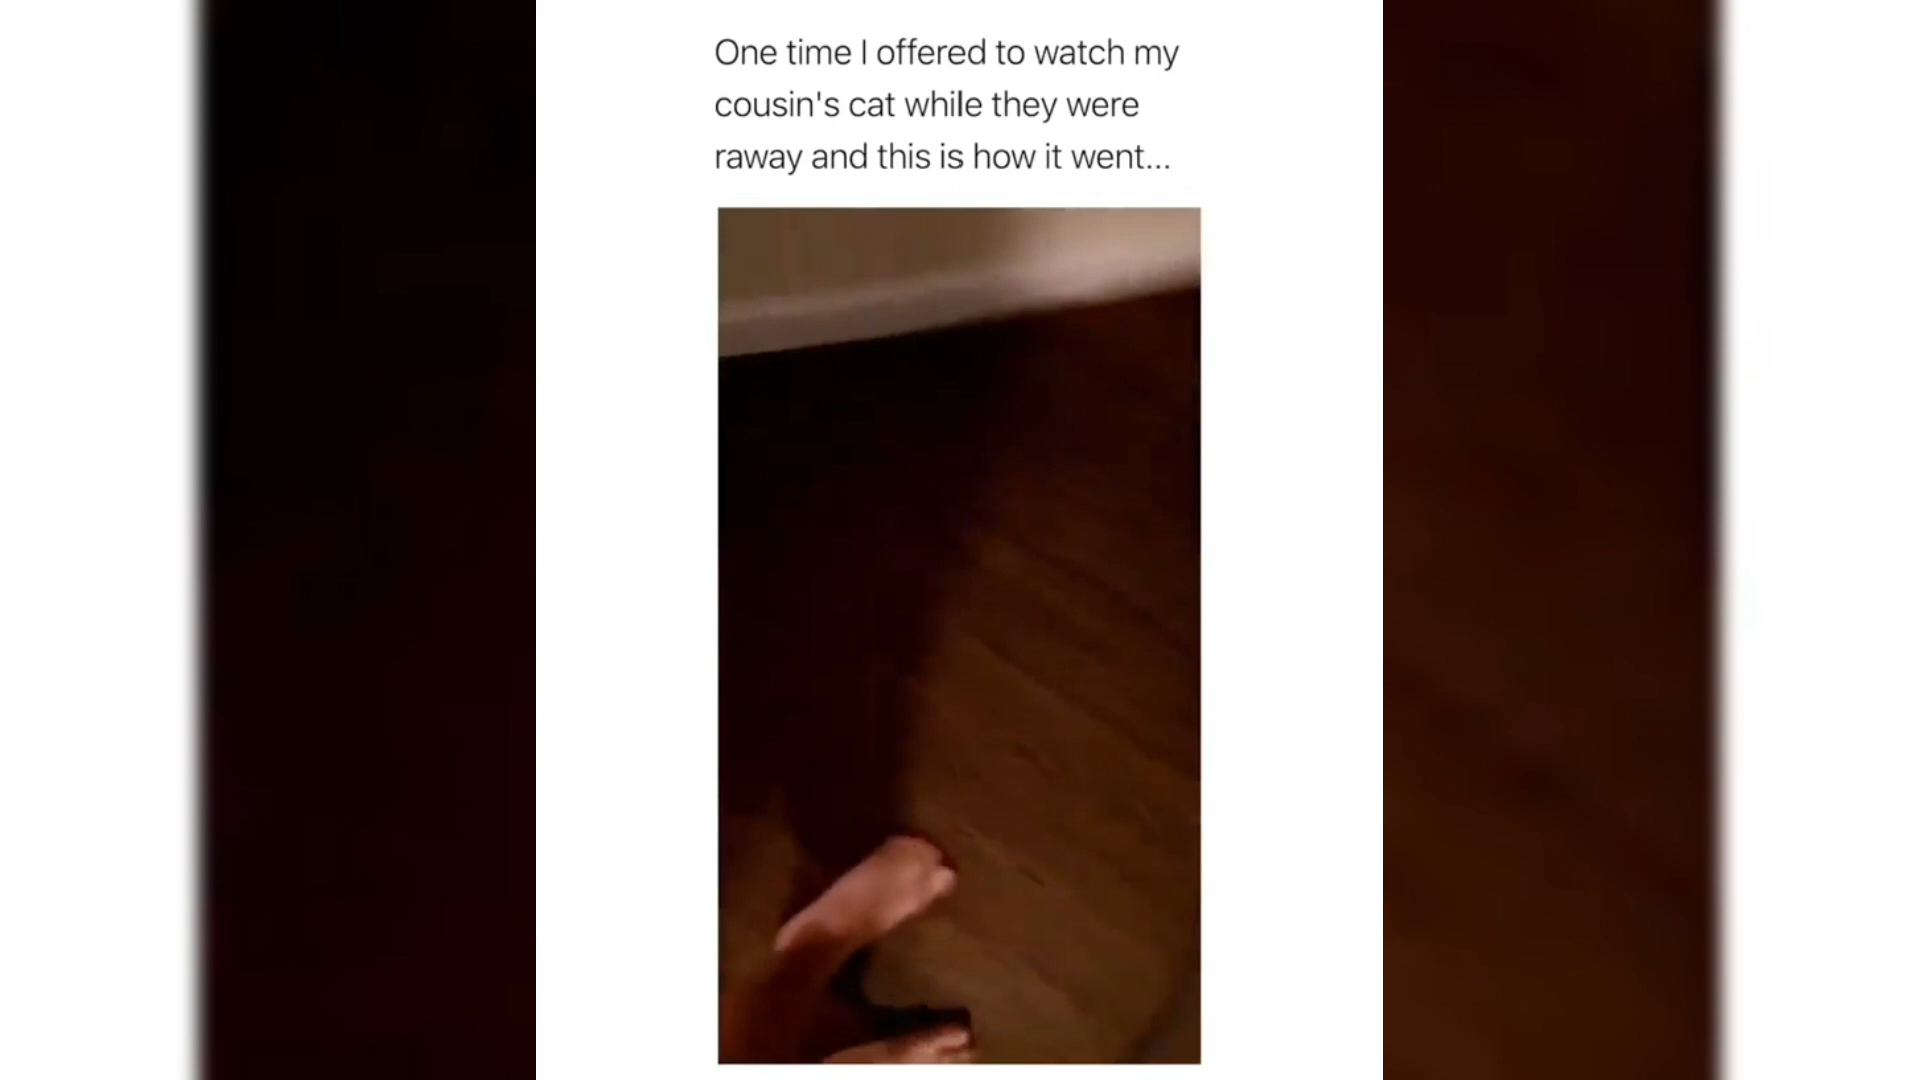 One time I offered to watch my
cousin's cat while they were
raway and this is how it went...